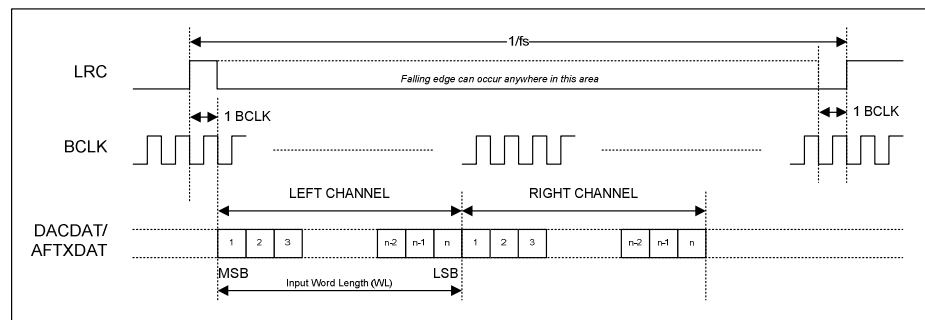 1/fs
LRC
Falling edge can occur anywhere in this area
1 BCLK
1 BCLK
BCLK
LEFT CHANNEL
RIGHT CHANNEL
DACDAT/
AFTXDAT
1 2 3 n-2 n-1 n 1 2 3 n-2 n-1 n
MSB LSB
Input Word Length (WL)